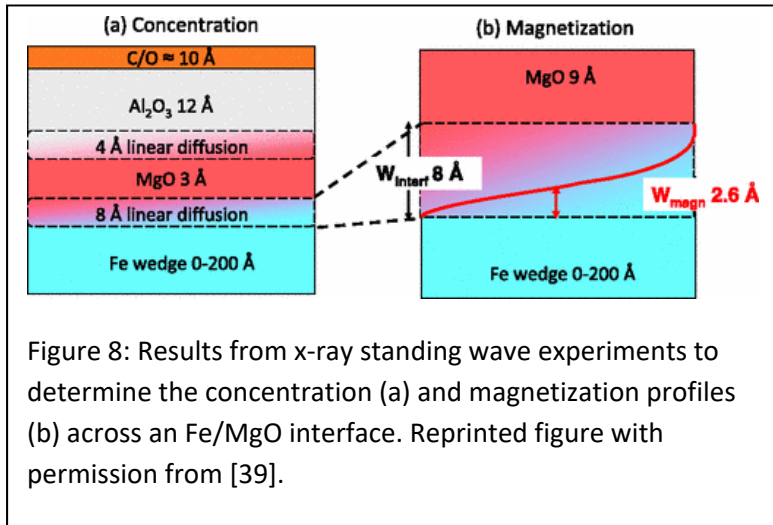 (a) Concentration
(b) Magnetization
C/O ≈ 10 Å
Al₂O₃ 12 Å
4 Å linear diffusion
MgO 3 Å
8 Å linear diffusion
Fe wedge 0-200 Å
MgO 9 Å
W_interf 8 Å
W_magn 2.6 Å
Fe wedge 0-200 Å
Figure 8: Results from x-ray standing wave experiments to
determine the concentration (a) and magnetization profiles
(b) across an Fe/MgO interface. Reprinted figure with
permission from [39].